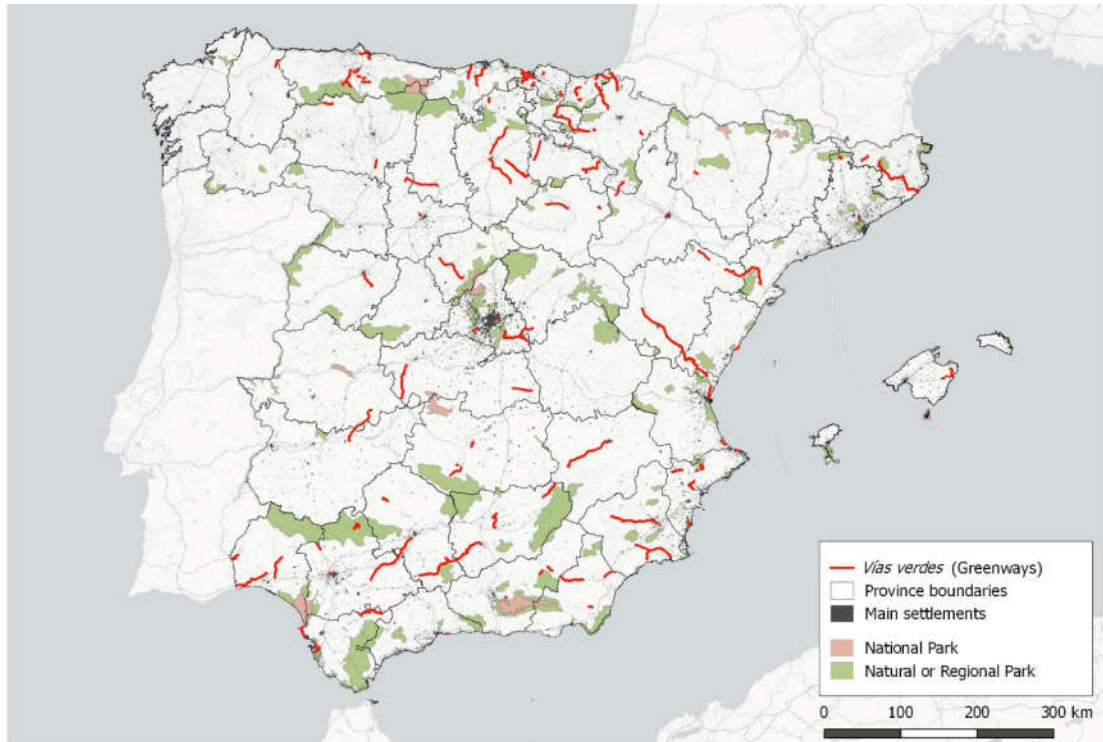 Vías verdes (Greenways)
Province boundaries
Main settlements
National Park
Natural or Regional Park
0 100 200 300 km